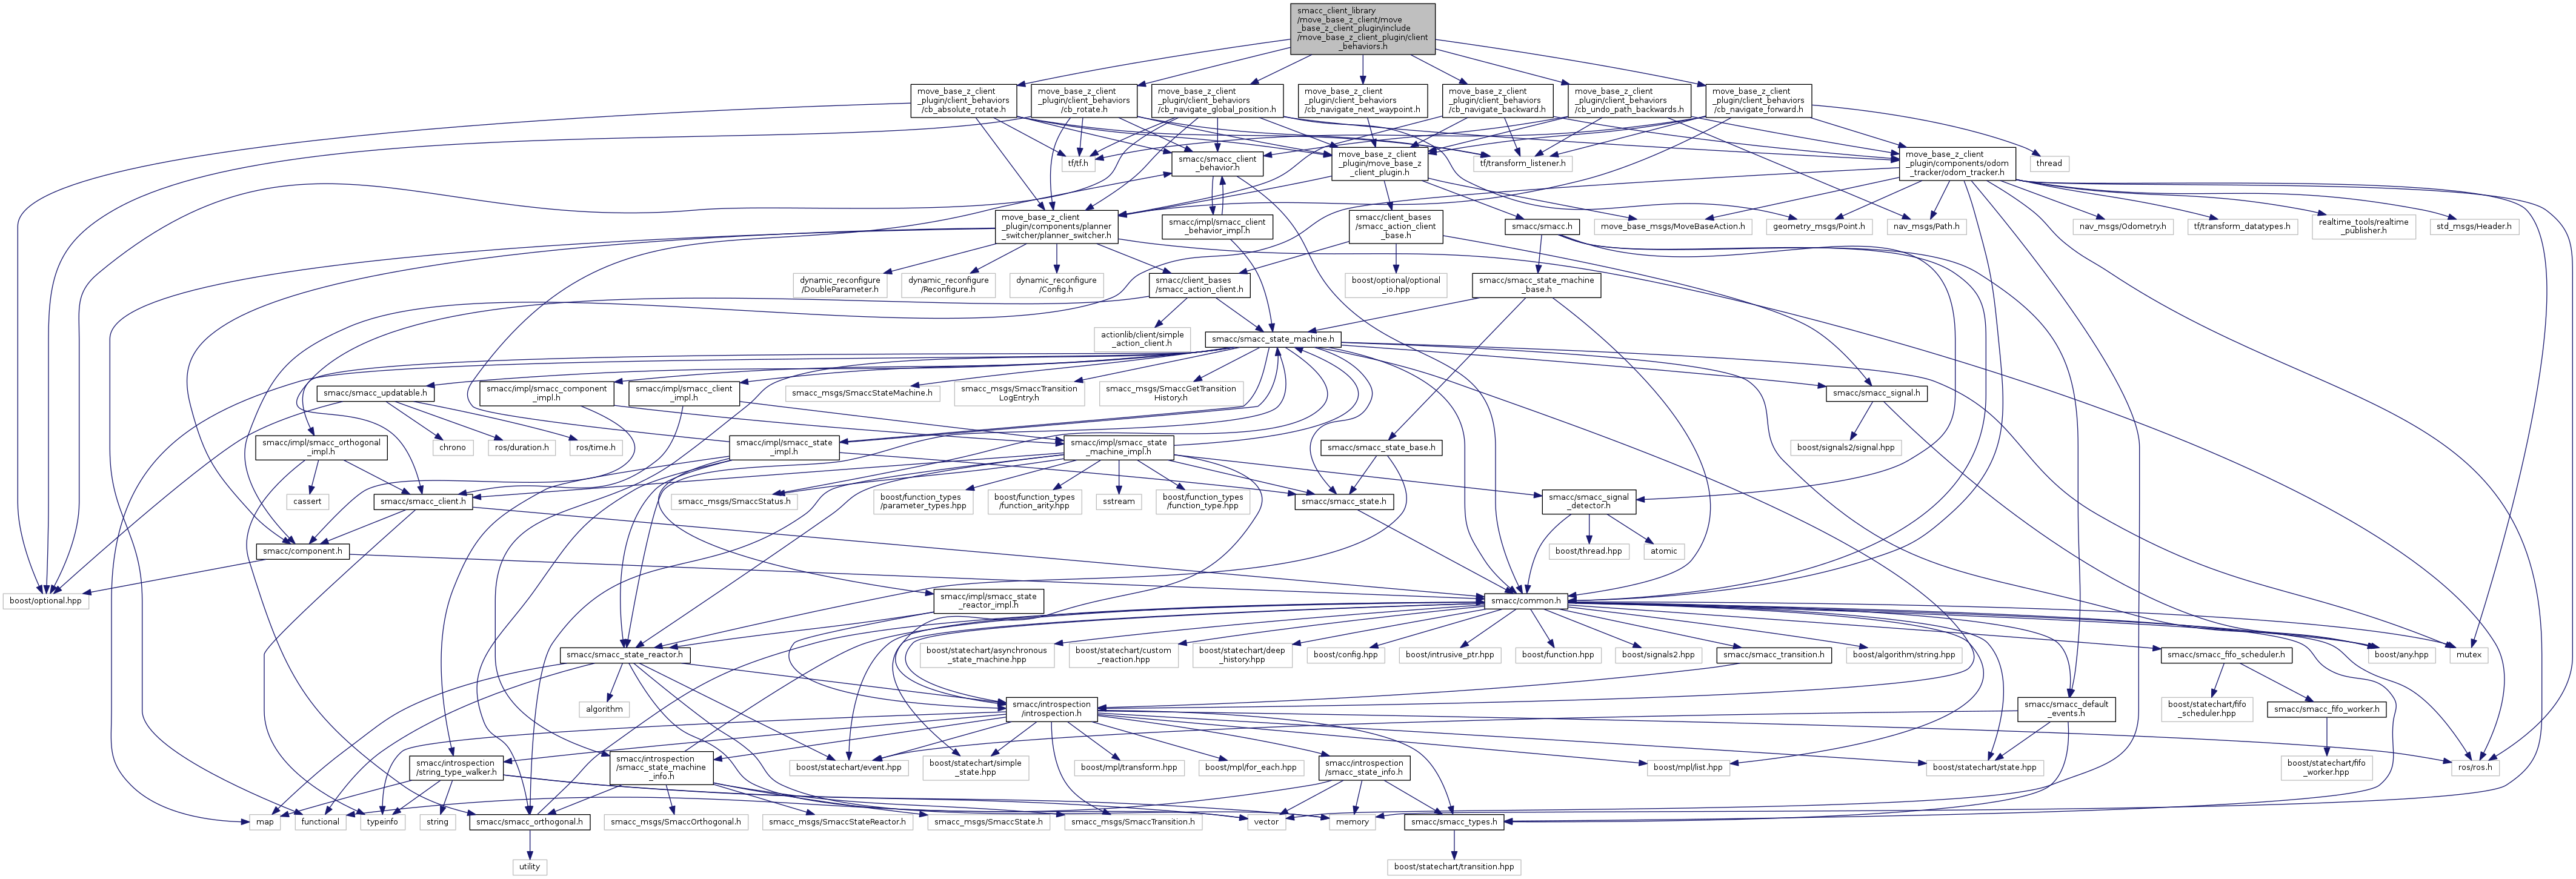 smacc_client_library
/move_base_z_client/move
_base_z_client_plugin/include
/move_base_z_client_plugin/client
_behaviors.h
move_base_z_client
_plugin/client_behaviors
/cb_absolute_rotate.h
move_base_z_client
_plugin/client_behaviors
/cb_rotate.h
move_base_z_client
_plugin/client_behaviors
/cb_navigate_global_position.h
move_base_z_client
_plugin/client_behaviors
/cb_navigate_next_waypoint.h
move_base_z_client
_plugin/client_behaviors
/cb_navigate_backward.h
move_base_z_client
_plugin/client_behaviors
/cb_undo_path_backwards.h
move_base_z_client
_plugin/client_behaviors
/cb_navigate_forward.h
tf/tf.h
smacc/smacc_client
_behavior.h
move_base_z_client
_plugin/move_base_z
_client_plugin.h
tf/transform_listener.h
move_base_z_client
_plugin/components/odom
_tracker/odom_tracker.h
thread
move_base_z_client
_plugin/components/planner
_switcher/planner_switcher.h
smacc/impl/smacc_client
_behavior_impl.h
smacc/client_bases
/smacc_action_client
_base.h
smacc/smacc.h
move_base_msgs/MoveBaseAction.h
geometry_msgs/Point.h
nav_msgs/Path.h
nav_msgs/Odometry.h
tf/transform_datatypes.h
realtime_tools/realtime
_publisher.h
std_msgs/Header.h
dynamic_reconfigure
/DoubleParameter.h
dynamic_reconfigure
/Reconfigure.h
dynamic_reconfigure
/Config.h
smacc/client_bases
/smacc_action_client.h
boost/optional/optional
_io.hpp
smacc/smacc_state_machine
_base.h
actionlib/client/simple
_action_client.h
smacc/smacc_state_machine.h
smacc/smacc_updatable.h
smacc/impl/smacc_component
_impl.h
smacc/impl/smacc_client
_impl.h
smacc_msgs/SmaccStateMachine.h
smacc_msgs/SmaccTransition
LogEntry.h
smacc_msgs/SmaccGetTransition
History.h
smacc/smacc_signal.h
smacc/impl/smacc_orthogonal
_impl.h
chrono
ros/duration.h
ros/time.h
smacc/impl/smacc_state
_impl.h
smacc/impl/smacc_state
_machine_impl.h
smacc/smacc_state_base.h
boost/signals2/signal.hpp
cassert
smacc/smacc_client.h
smacc_msgs/SmaccStatus.h
boost/function_types
/parameter_types.hpp
boost/function_types
/function_arity.hpp
sstream
boost/function_types
/function_type.hpp
smacc/smacc_state.h
smacc/smacc_signal
_detector.h
smacc/component.h
boost/thread.hpp
atomic
boost/optional.hpp
smacc/impl/smacc_state
_reactor_impl.h
smacc/common.h
smacc/smacc_state_reactor.h
boost/statechart/asynchronous
_state_machine.hpp
boost/statechart/custom
_reaction.hpp
boost/statechart/deep
_history.hpp
boost/config.hpp
boost/intrusive_ptr.hpp
boost/function.hpp
boost/signals2.hpp
smacc/smacc_transition.h
boost/algorithm/string.hpp
smacc/smacc_fifo_scheduler.h
boost/any.hpp
mutex
algorithm
smacc/introspection
/introspection.h
smacc/smacc_default
_events.h
boost/statechart/fifo
_scheduler.hpp
smacc/smacc_fifo_worker.h
smacc/introspection
/string_type_walker.h
smacc/introspection
/smacc_state_machine
_info.h
boost/statechart/event.hpp
boost/statechart/simple
_state.hpp
boost/mpl/transform.hpp
boost/mpl/for_each.hpp
smacc/introspection
/smacc_state_info.h
boost/mpl/list.hpp
boost/statechart/state.hpp
boost/statechart/fifo
_worker.hpp
ros/ros.h
map
functional
typeinfo
string
smacc/smacc_orthogonal.h
smacc_msgs/SmaccOrthogonal.h
smacc_msgs/SmaccStateReactor.h
smacc_msgs/SmaccState.h
smacc_msgs/SmaccTransition.h
vector
memory
smacc/smacc_types.h
utility
boost/statechart/transition.hpp